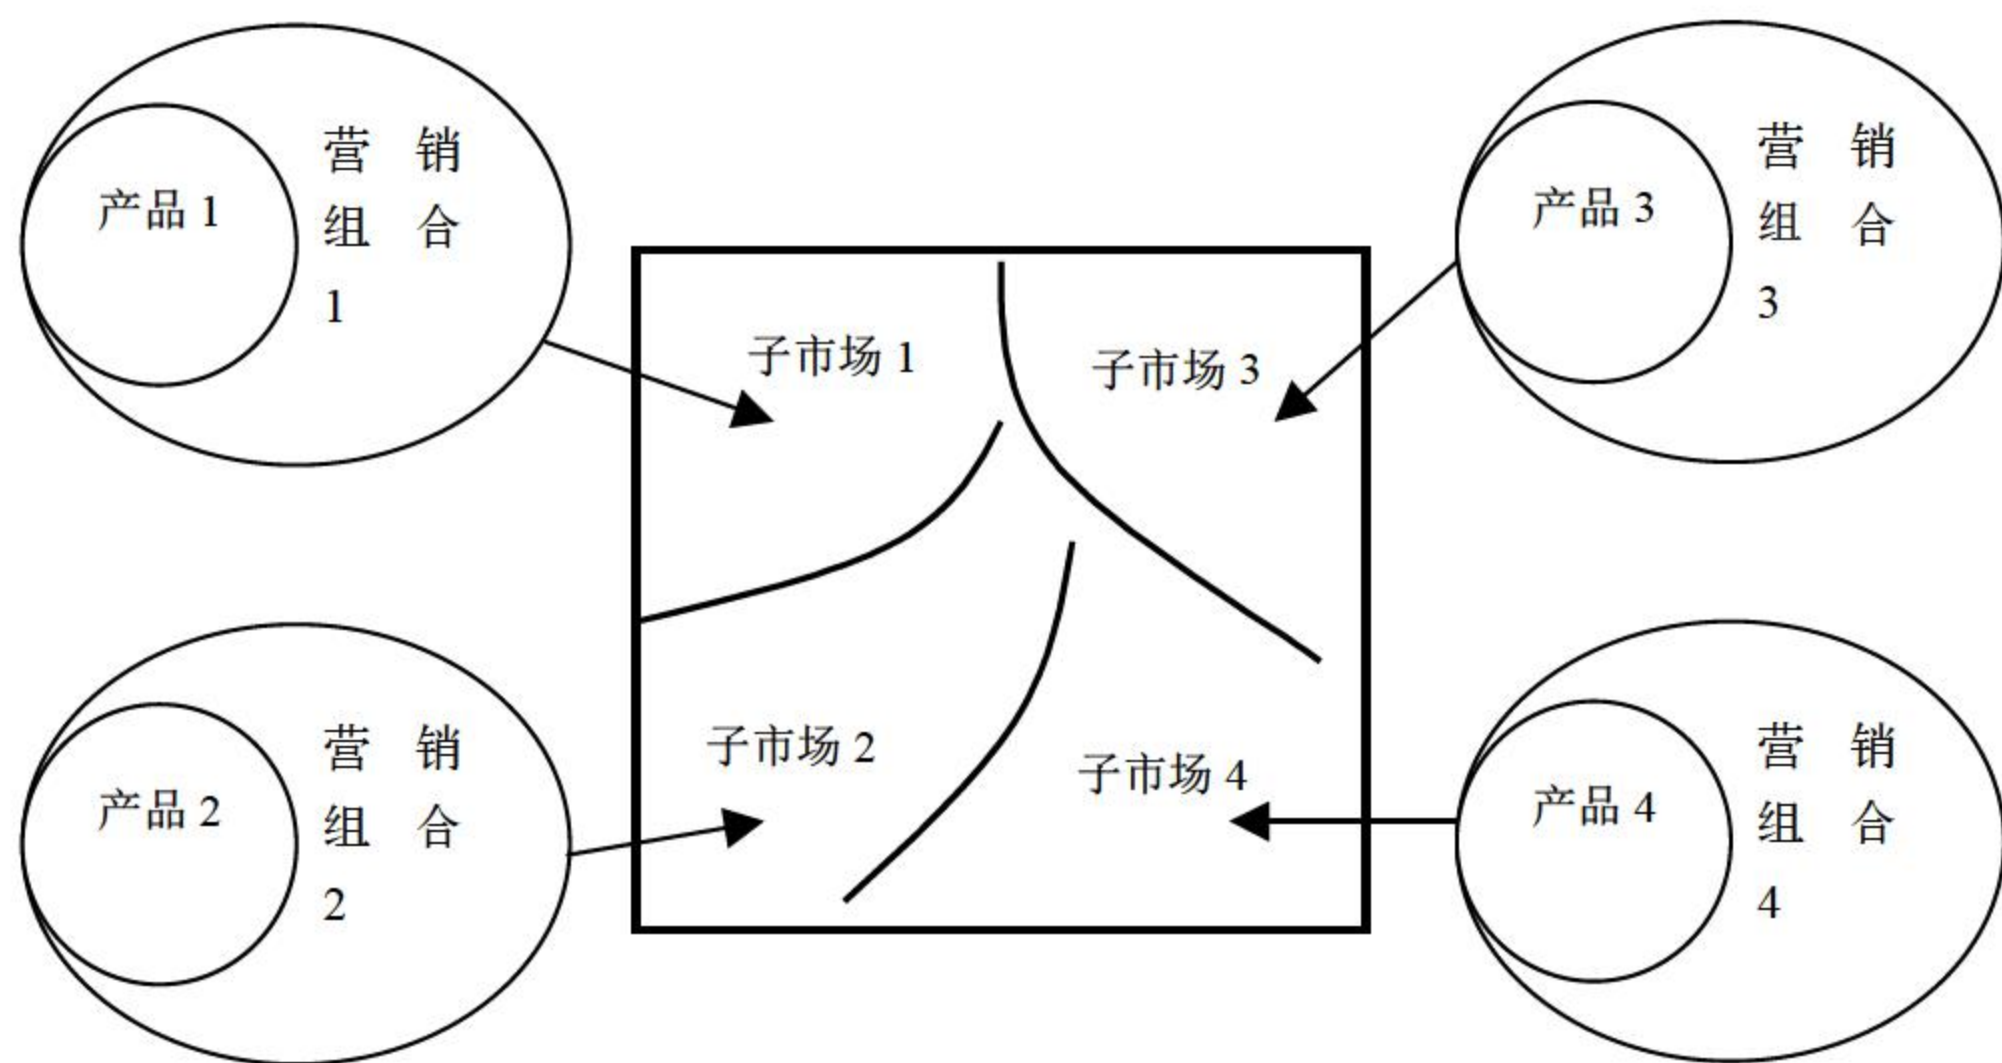 产品 1
营 销
组 合
1
产品 3
营 销
组 合
3
子市场 1
子市场 3
产品 2
营 销
组 合
2
子市场 2
子市场 4
产品 4
营 销
组 合
4